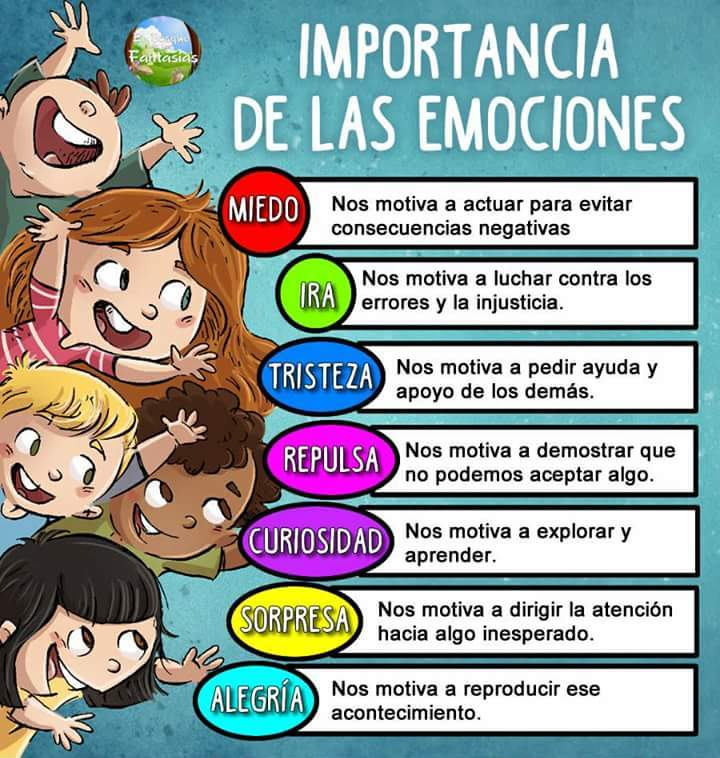 Fantasías
IMPORTANCIA
DE LAS EMOCIONES
MIEDO
Nos motiva a actuar para evitar
consecuencias negativas
IRA
Nos motiva a luchar contra los
errores y la injusticia.
TRISTEZA
Nos motiva a pedir ayuda y
apoyo de los demás.
REPULSA
Nos motiva a demostrar que
no podemos aceptar algo.
CURIOSIDAD
Nos motiva a explorar y
aprender.
SORPRESA
Nos motiva a dirigir la atención
hacia algo inesperado.
ALEGRÍA
Nos motiva a reproducir ese
acontecimiento.